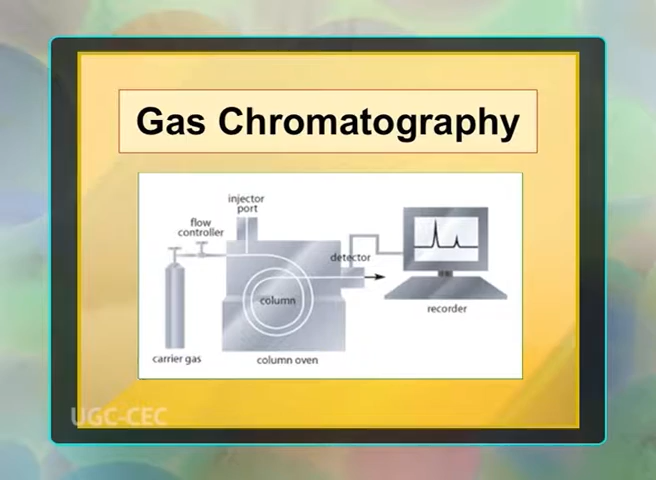 Gas Chromatography
injector
port
flow
controller
detector
column
recorder
carrier gas
column oven
UGC-CEC